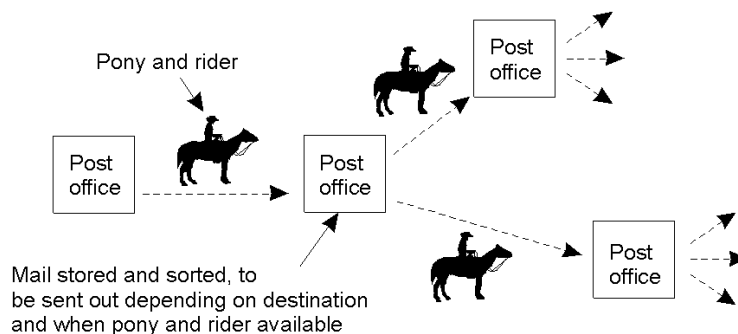 Post
office
Pony and rider
Post
office
Post
office
Post
office
Mail stored and sorted, to
be sent out depending on destination
and when pony and rider available